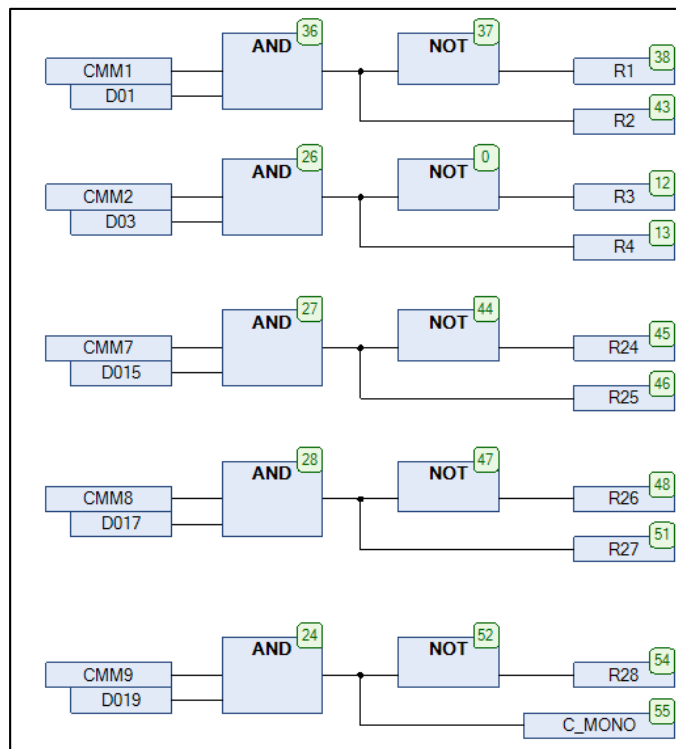 36 37
AND NOT 38
CMM1 R1
D01 43
R2
26 0
AND NOT 12
CMM2 R3
D03 13
R4
27 44
AND NOT 45
CMM7 R24
D015 46
R25
28 47
AND NOT 48
CMM8 R26
D017 51
R27
24 52
AND NOT 54
CMM9 R28
D019 55
C_MONO